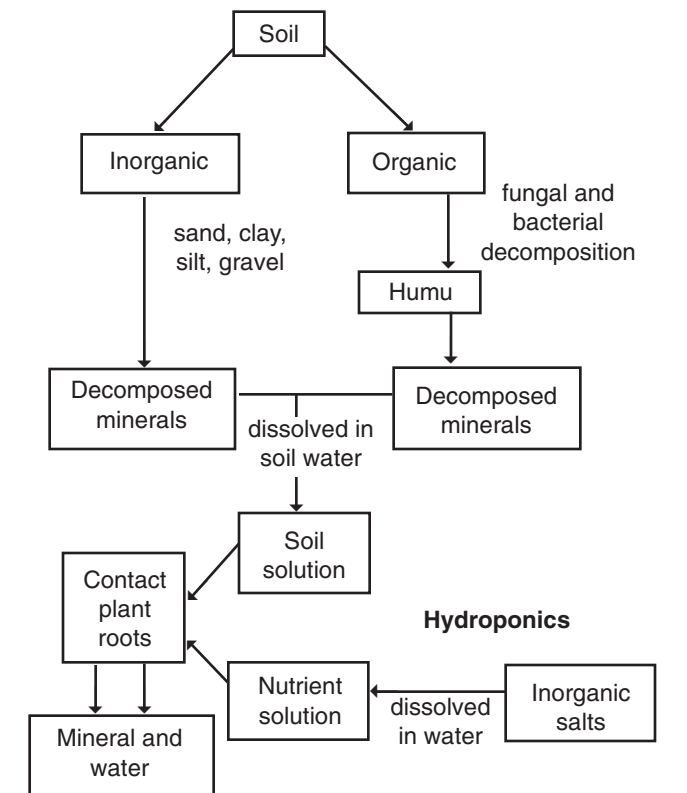 Soil
Inorganic
Organic
sand, clay,
silt, gravel
fungal and
bacterial
decomposition
Humu
Decomposed
minerals
Decomposed
minerals
dissolved in
soil water
Soil
solution
Contact
plant
roots
Hydroponics
Nutrient
solution
dissolved
in water
Inorganic
salts
Mineral and
water